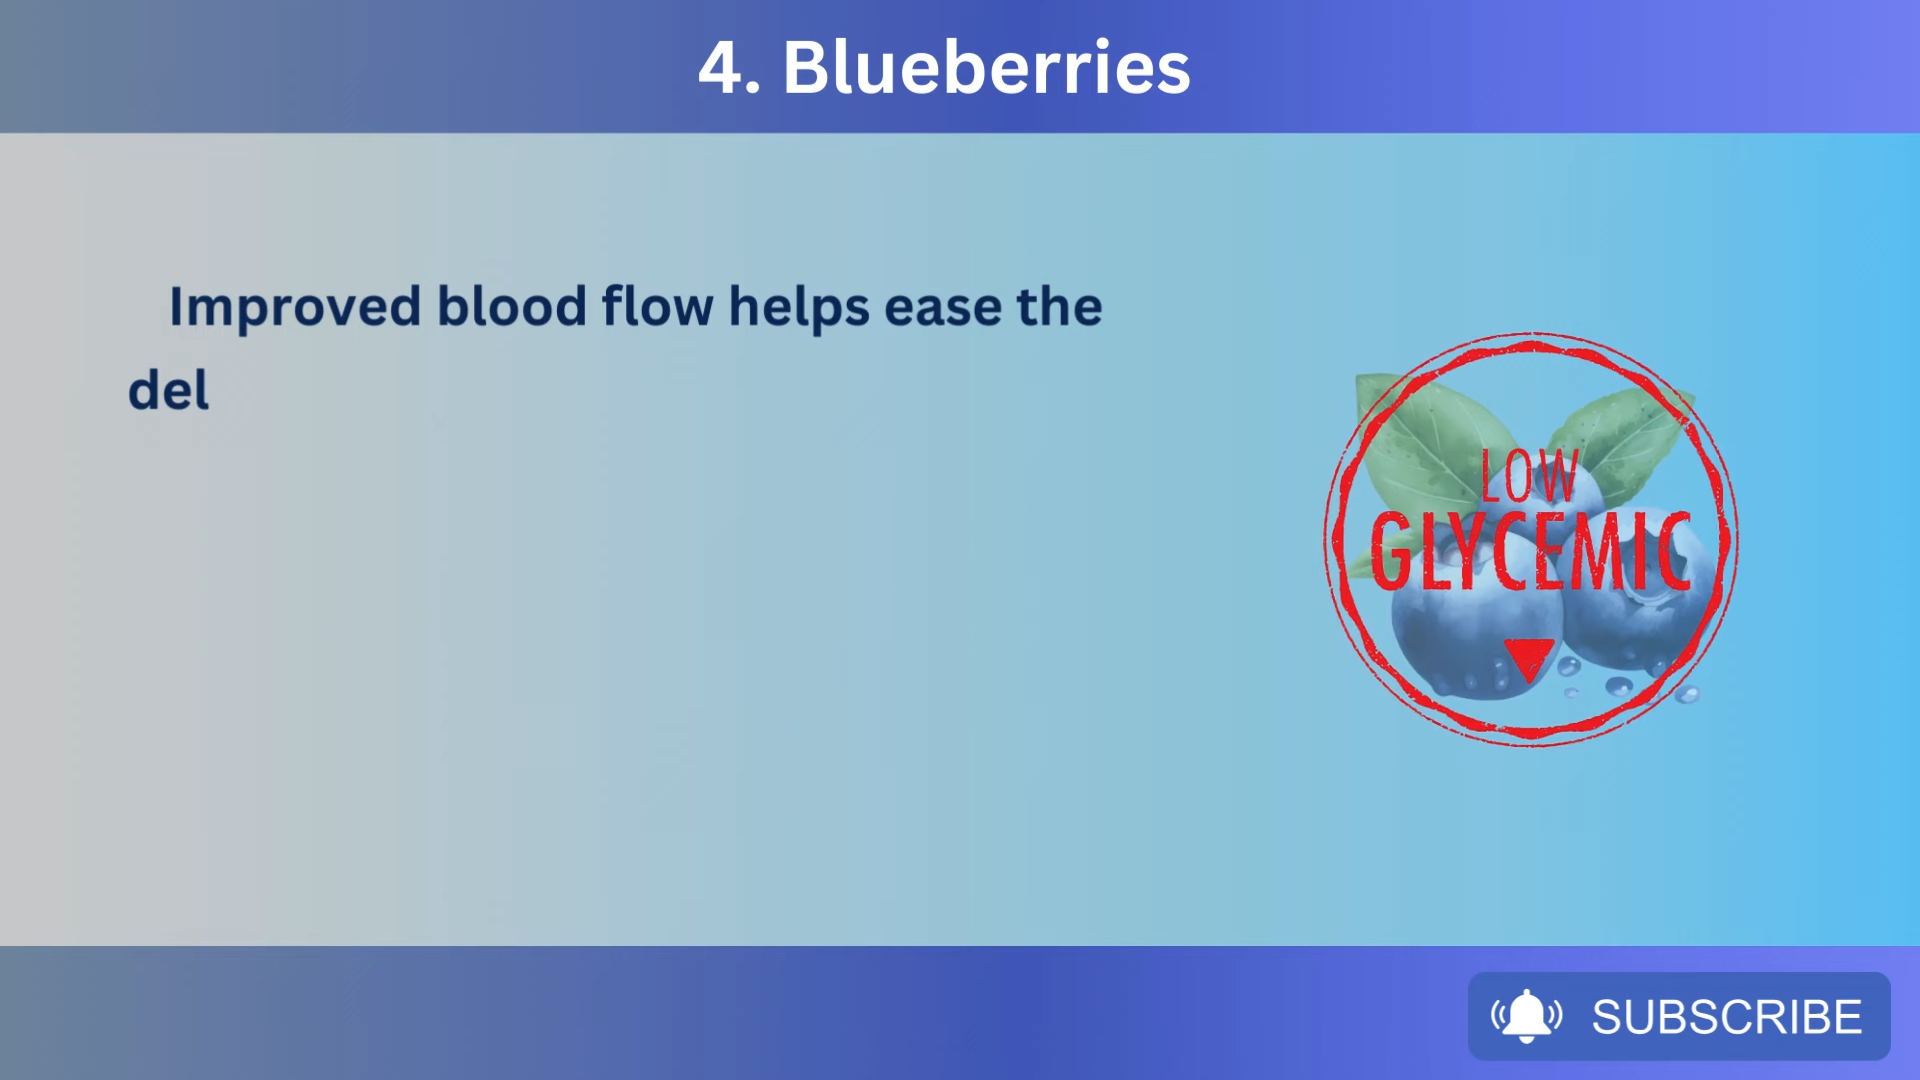 4. Blueberries
Improved blood flow helps ease the
del
LOW
GLYCEMIC
SUBSCRIBE